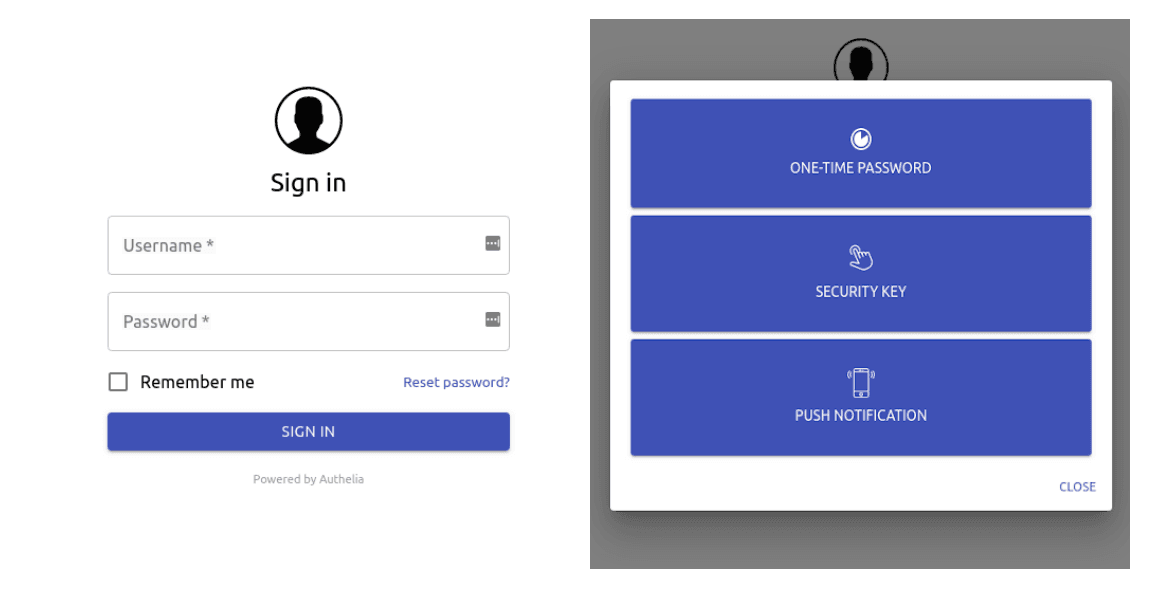 Sign in
Username *
Password *
Remember me
Reset password?
SIGN IN
Powered by Authelia
ONE-TIME PASSWORD
SECURITY KEY
PUSH NOTIFICATION
CLOSE